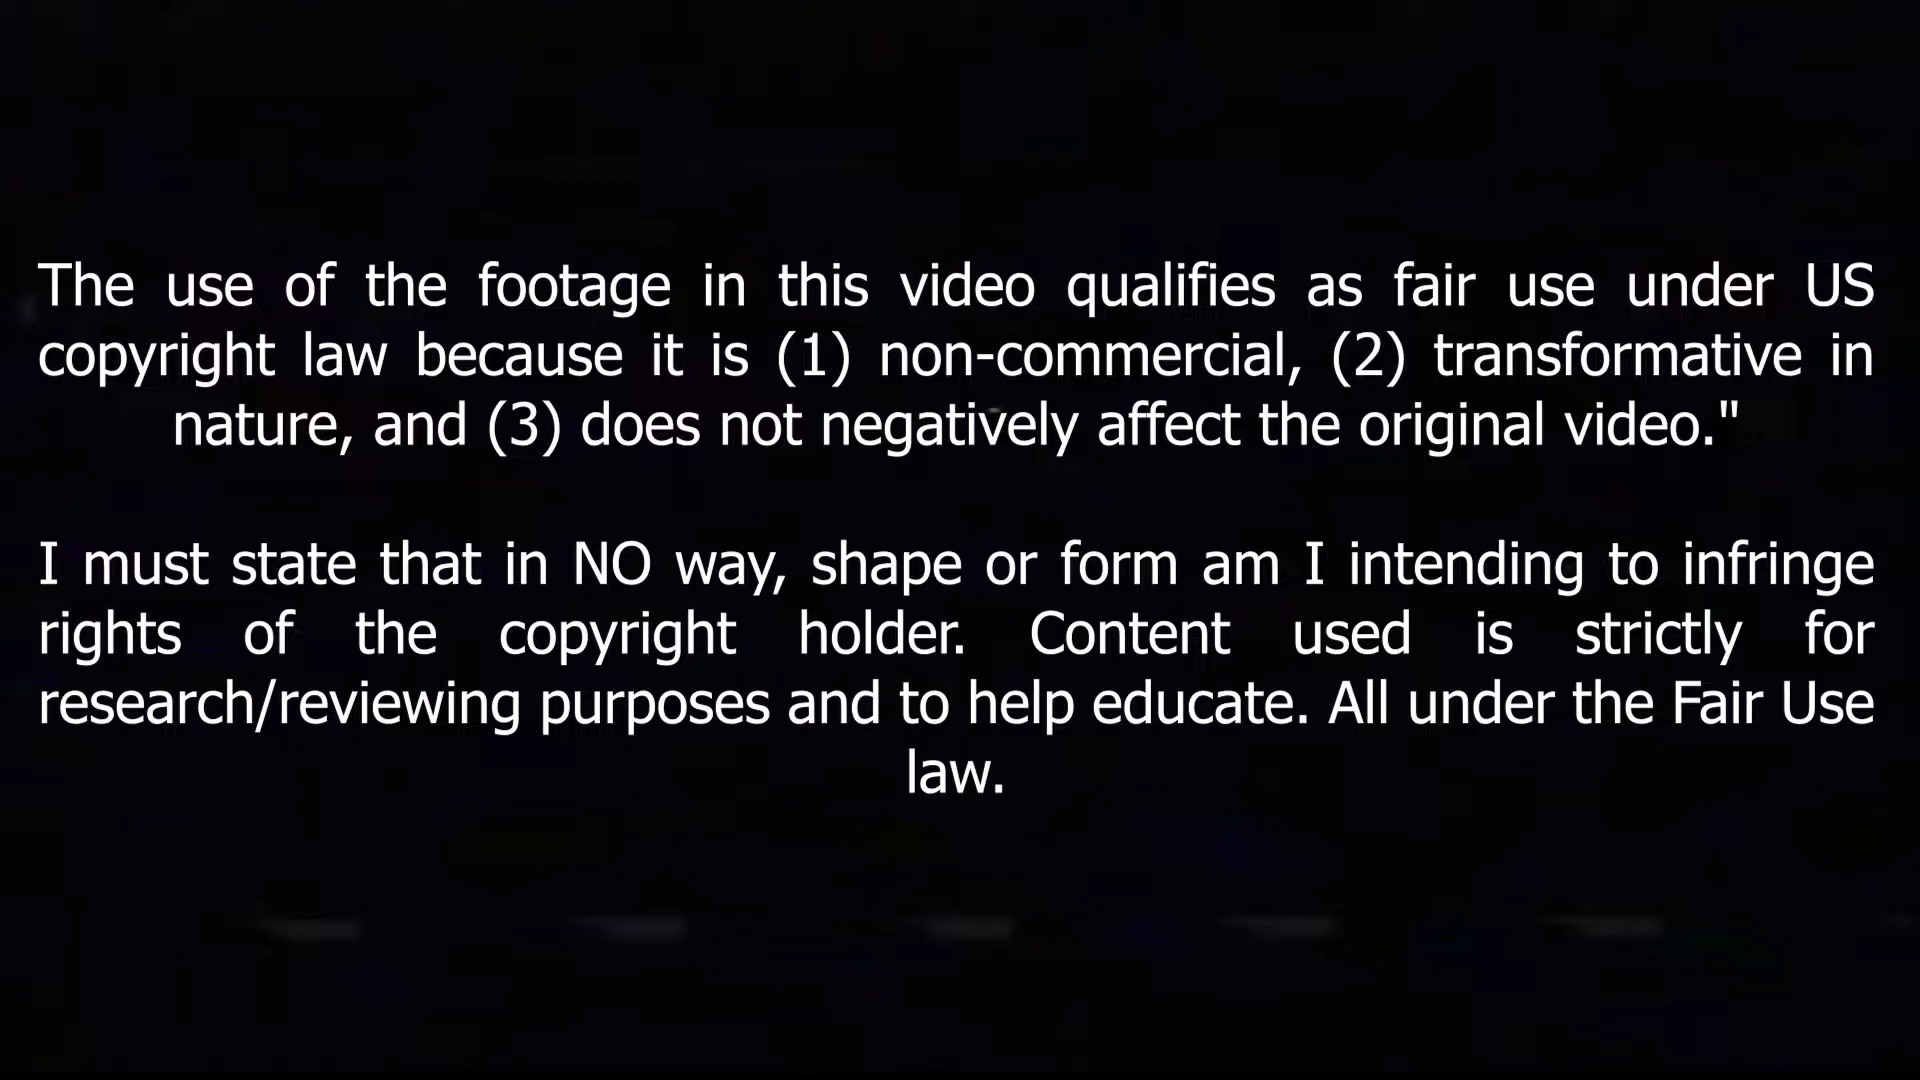 The use of the footage in this video qualifies as fair use under US
copyright law because it is (1) non-commercial, (2) transformative in
nature, and (3) does not negatively affect the original video."
I must state that in NO way, shape or form am I intending to infringe
rights of the copyright holder. Content used is strictly for
research/reviewing purposes and to help educate. All under the Fair Use
law.